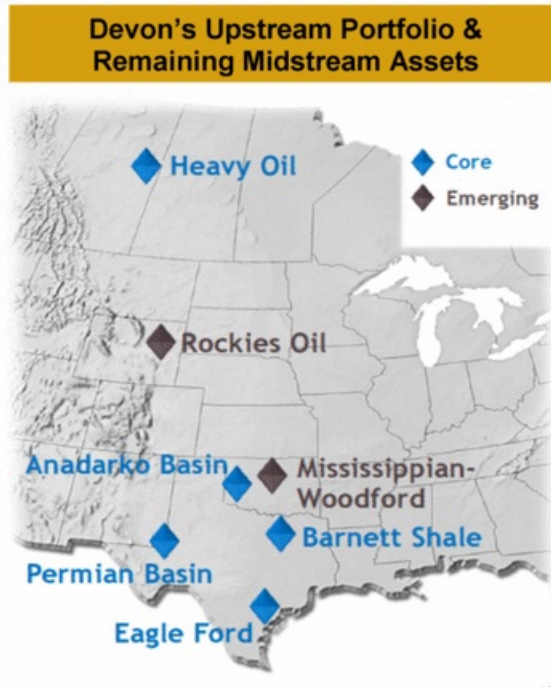 Devon's Upstream Portfolio &
Remaining Midstream Assets
Core
Heavy Oil
Emerging
Rockies Oil
Anadarko Basin
Mississippian-
Woodford
Barnett Shale
Permian Basin
Eagle Ford